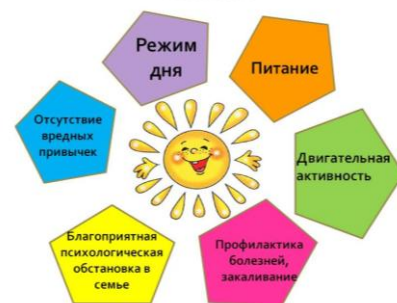 Режим
дня
Питание
Отсутствие
вредных
привычек
Двигательная
активность
Благоприятная
психологическая
обстановка в
семье
Профилактика
болезней,
закаливание